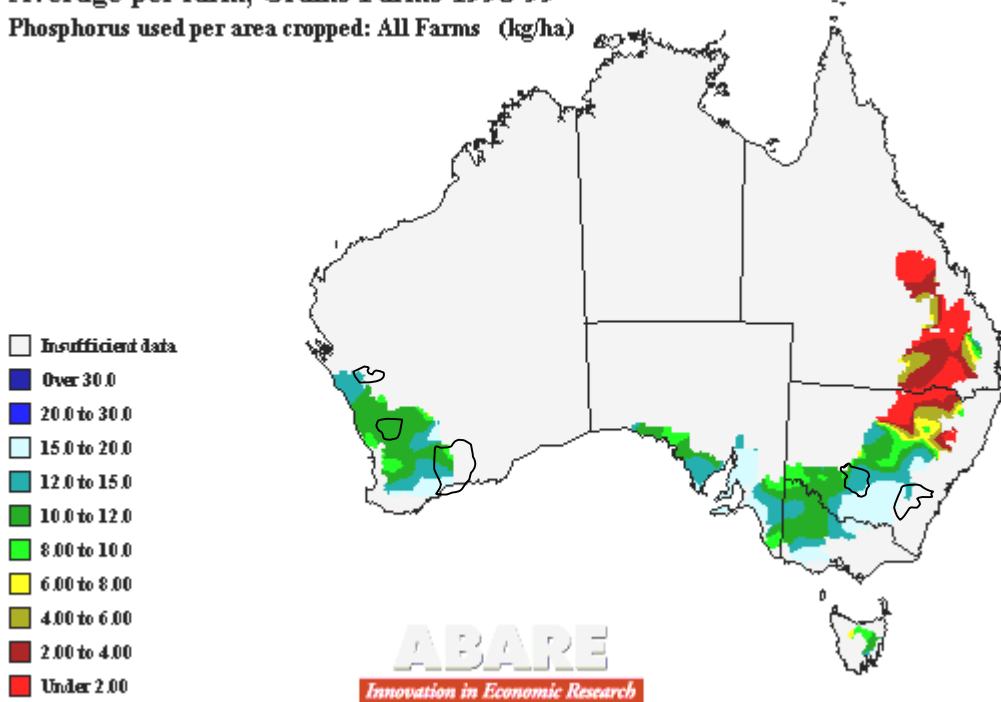 Phosphorus used per area cropped: All Farms (kg/ha)
Insufficient data
Over 30.0
20.0 to 30.0
15.0 to 20.0
12.0 to 15.0
10.0 to 12.0
8.00 to 10.0
6.00 to 8.00
4.00 to 6.00
2.00 to 4.00
Under 2.00
ABARE
Innovation in Economic Research